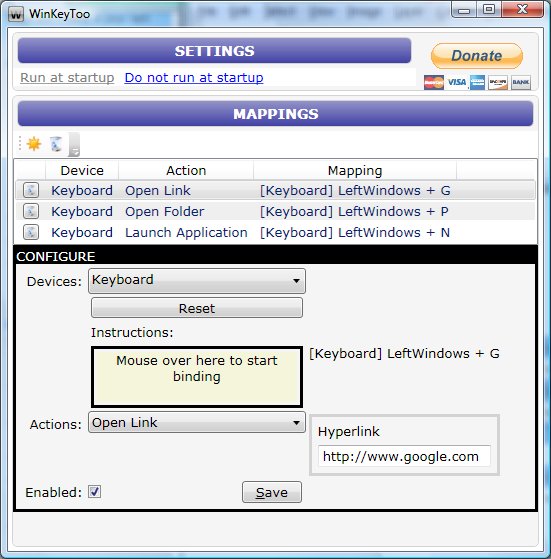 WinKeyToo
SETTINGS
Run at startup Do not run at startup
Donate
VISA DISCOVER BANK
MAPPINGS
Device Action Mapping
Keyboard Open Link [Keyboard] LeftWindows + G
Keyboard Open Folder [Keyboard] LeftWindows + P
Keyboard Launch Application [Keyboard] LeftWindows + N
CONFIGURE
Devices: Keyboard
Reset
Instructions:
Mouse over here to start
binding
[Keyboard] LeftWindows + G
Actions: Open Link
Hyperlink
http://www.google.com
Enabled:
Save